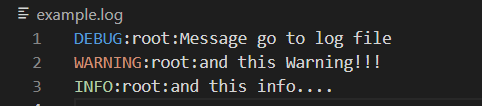 example.log
1 DEBUG:root:Message go to log file
2 WARNING:root:and this Warning!!!
3 INFO:root:and this info....